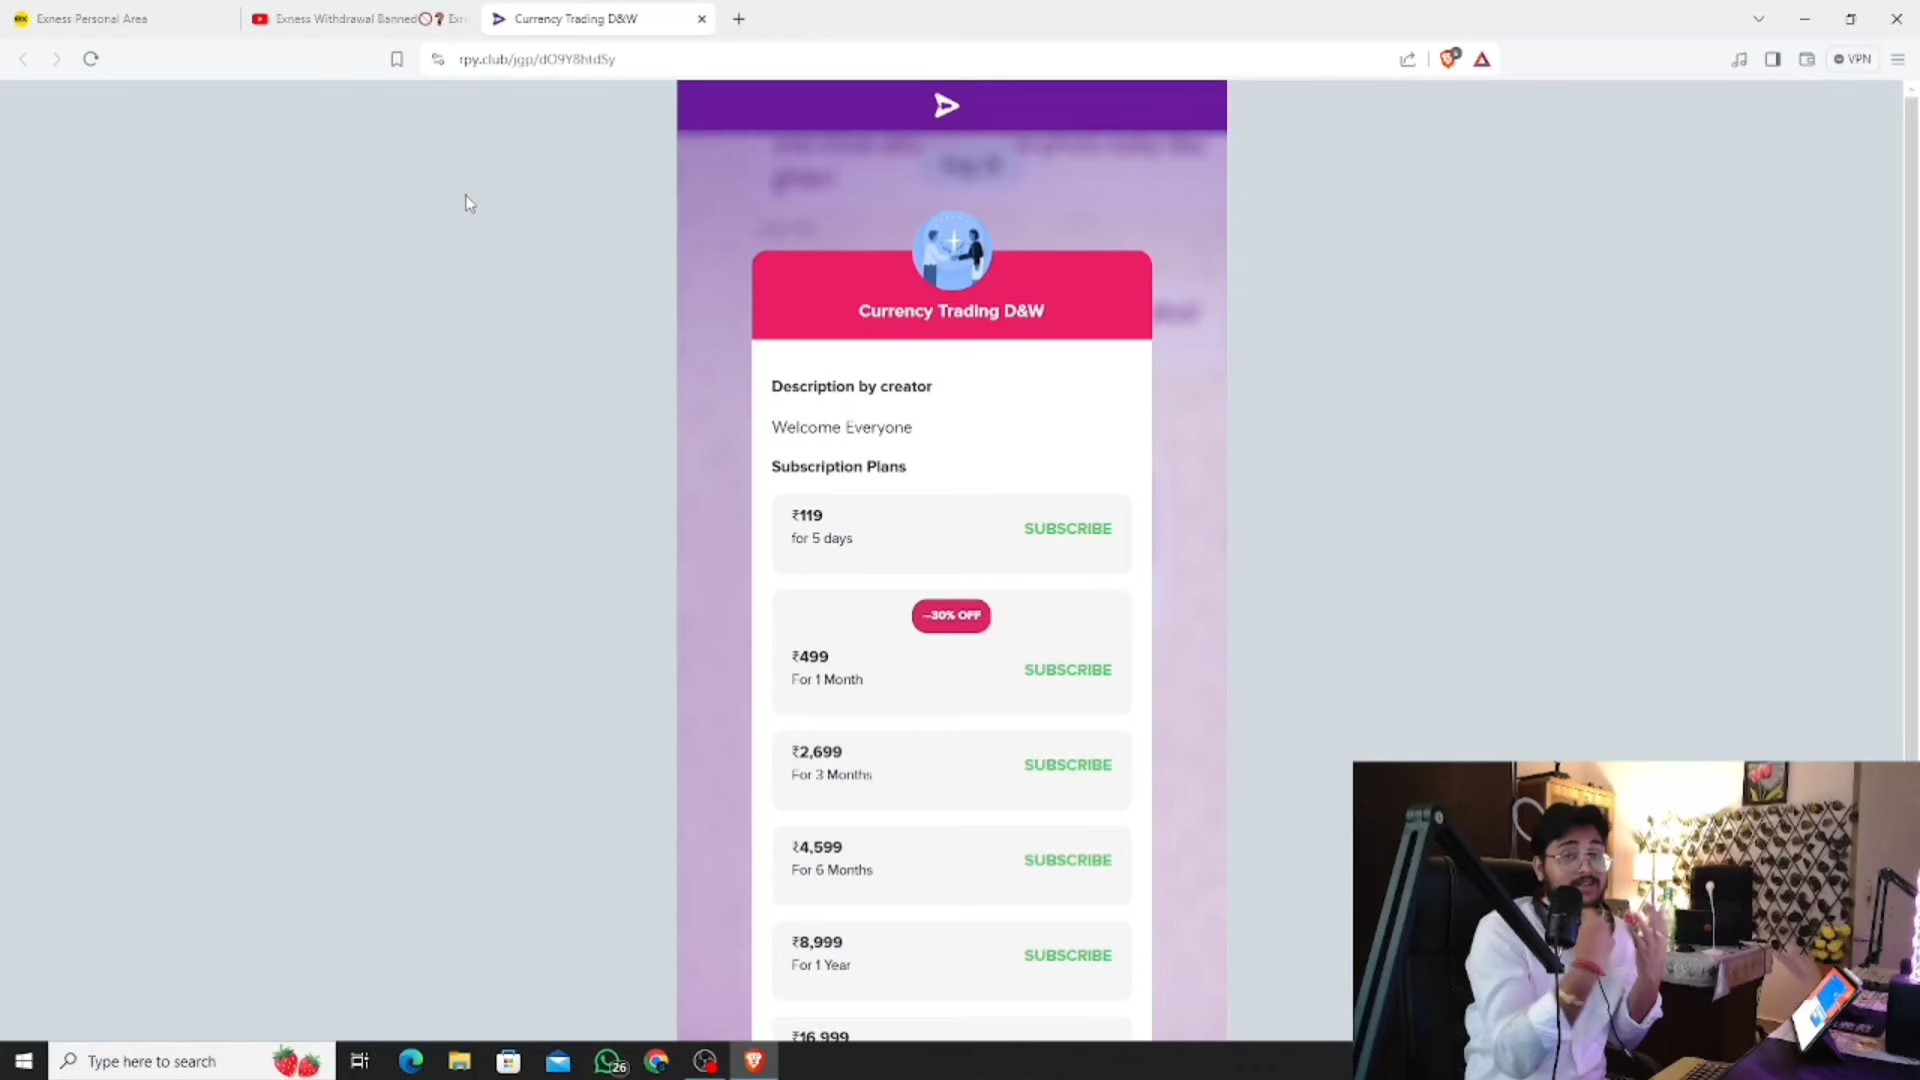 Exness Personal Area
Exness Withdrawal Banned🚫❓ Exn
Currency Trading D&W
rpy.club/jgp/dO9Y8htdSy
VPN
Currency Trading D&W
Description by creator
Welcome Everyone
Subscription Plans
₹119
for 5 days
SUBSCRIBE
~30% OFF
₹499
For 1 Month
SUBSCRIBE
₹2,699
For 3 Months
SUBSCRIBE
₹4,599
For 6 Months
SUBSCRIBE
₹8,999
For 1 Year
SUBSCRIBE
₹16,999
Type here to search
26